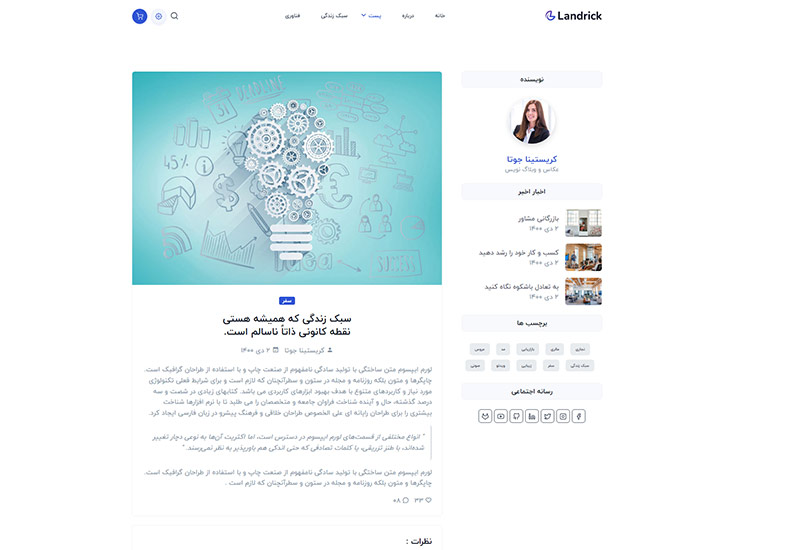 Landrick
خانه
درباره
پست
سبک زندگی
فناوری
نویسنده
کریستینا جوتا
عکاس و وبلاگ نویس
اخبار اخیر
بازرگانی مشاور
۲ دی ۱۴۰۰
کسب و کار خود را رشد دهید
۲ دی ۱۴۰۰
به تعادل باشکوه نگاه کنید
۲ دی ۱۴۰۰
برچسب ها
تجاری
مالزی
بازاریابی
مد
عروس
سبک زندگی
سفر
زیبایی
ویدئو
صوتی
رسانه اجتماعی
45%
idea
SUCCESS
سفر
سبک زندگی که همیشه هستی
نقطه کانونی ذاتاً ناسالم است.
کریستینا جوتا
۲ دی ۱۴۰۰
لورم ایپسوم متن ساختگی با تولید سادگی نامفهوم از صنعت چاپ و با استفاده از طراحان گرافیک است.
چاپگرها و متون بلکه روزنامه و مجله در ستون و سطرآنچنان که لازم است و برای شرایط فعلی تکنولوژی
مورد نیاز و کاربردهای متنوع با هدف بهبود ابزارهای کاربردی می باشد. کتابهای زیادی در شصت و سه
درصد گذشته، حال و آینده شناخت فراوان جامعه و متخصصان را می طلبد تا با نرم افزارها شناخت
بیشتری را برای طراحان رایانه ای علی الخصوص طراحان خلاقی و فرهنگ پیشرو در زبان فارسی ایجاد کرد.
" انواع مختلفی از قسمت‌های لورم ایپسوم در دسترس است، اما اکثریت آن‌ها به نوعی دچار تغییر
شده‌اند، با طنز تزریقی، یا کلمات تصادفی که حتی اندکی هم باورپذیر به نظر نمی‌رسند. "
لورم ایپسوم متن ساختگی با تولید سادگی نامفهوم از صنعت چاپ و با استفاده از طراحان گرافیک است.
چاپگرها و متون بلکه روزنامه و مجله در ستون و سطرآنچنان که لازم است .
۳۳
۰۸
نظرات :